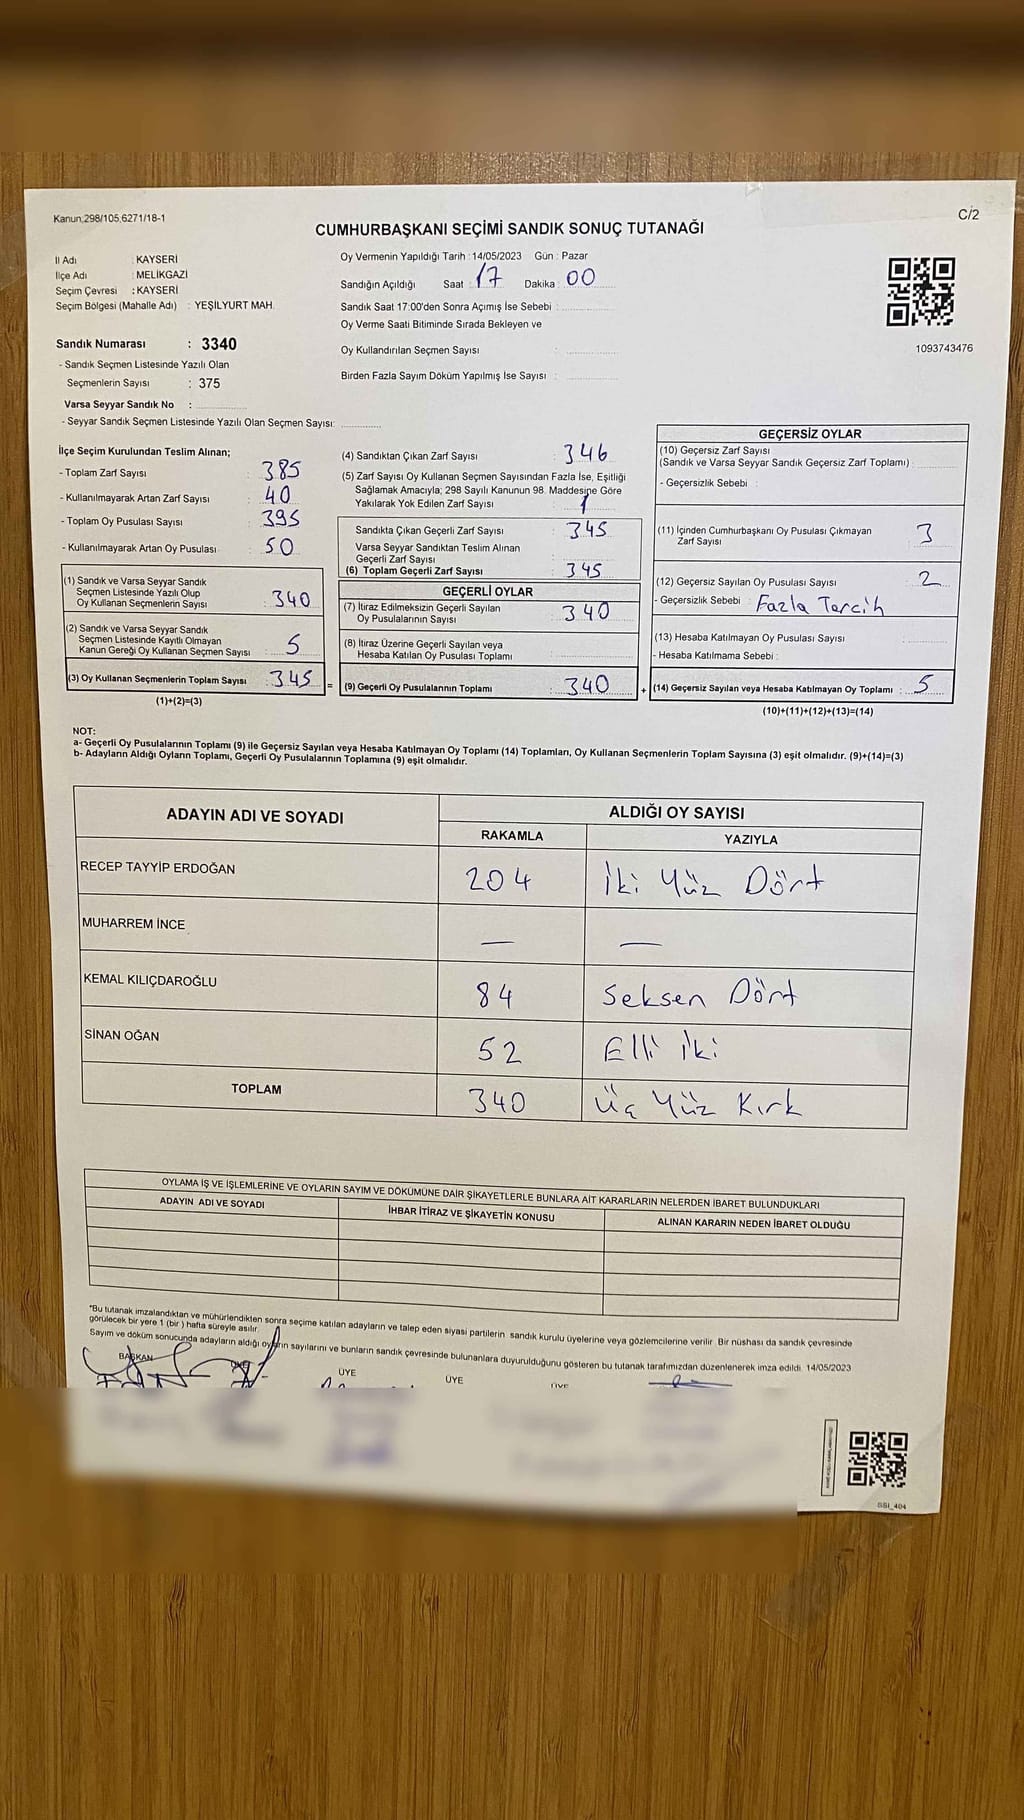 Kanun:298/105,6271/18-1
C/2
CUMHURBAŞKANI SEÇİMİ SANDIK SONUÇ TUTANAĞI
İl Adı : KAYSERİ
İlçe Adı : MELİKGAZİ
Seçim Çevresi : KAYSERİ
Seçim Bölgesi (Mahalle Adı) : YEŞİLYURT MAH.
Sandık Numarası : 3340
- Sandık Seçmen Listesinde Yazılı Olan
Seçmenlerin Sayısı : 375
Varsa Seyyar Sandık No :
- Seyyar Sandık Seçmen Listesinde Yazılı Olan Seçmen Sayısı:
Oy Vermenin Yapıldığı Tarih : 14/05/2023 Gün : Pazar
Sandığın Açıldığı Saat : 17 Dakika : 00
Sandık Saat 17:00'den Sonra Açımış İse Sebebi :
Oy Verme Saati Bitiminde Sırada Bekleyen ve
Oy Kullandırılan Seçmen Sayısı :
Birden Fazla Sayım Döküm Yapılmış İse Sayısı :
1093743476
İlçe Seçim Kurulundan Teslim Alınan;
- Toplam Zarf Sayısı : 385
- Kullanılmayarak Artan Zarf Sayısı : 40
- Toplam Oy Pusulası Sayısı : 395
- Kullanılmayarak Artan Oy Pusulası : 50
(1) Sandık ve Varsa Seyyar Sandık
Seçmen Listesinde Yazılı Olup
Oy Kullanan Seçmenlerin Sayısı : 340
(2) Sandık ve Varsa Seyyar Sandık
Seçmen Listesinde Kayıtlı Olmayan
Kanun Gereği Oy Kullanan Seçmen Sayısı : 5
(3) Oy Kullanan Seçmenlerin Toplam Sayısı : 345 =
(1)+(2)=(3)
(4) Sandıktan Çıkan Zarf Sayısı : 346
(5) Zarf Sayısı Oy Kullanan Seçmen Sayısından Fazla İse, Eşitliği
Sağlamak Amacıyla; 298 Sayılı Kanunun 98. Maddesine Göre
Yakılarak Yok Edilen Zarf Sayısı : 1
Sandıkta Çıkan Geçerli Zarf Sayısı : 345
Varsa Seyyar Sandıktan Teslim Alınan
Geçerli Zarf Sayısı :
(6) Toplam Geçerli Zarf Sayısı : 345
GEÇERLİ OYLAR
(7) İtiraz Edilmeksizin Geçerli Sayılan
Oy Pusulalarının Sayısı : 340
(8) İtiraz Üzerine Geçerli Sayılan veya
Hesaba Katılan Oy Pusulası Toplamı :
(9) Geçerli Oy Pusulalarının Toplamı : 340 +
GEÇERSİZ OYLAR
(10) Geçersiz Zarf Sayısı
(Sandık ve Varsa Seyyar Sandık Geçersiz Zarf Toplamı) :
- Geçersizlik Sebebi :
(11) İçinden Cumhurbaşkanı Oy Pusulası Çıkmayan
Zarf Sayısı : 3
(12) Geçersiz Sayılan Oy Pusulası Sayısı : 2
- Geçersizlik Sebebi : Fazla Tercih
(13) Hesaba Katılmayan Oy Pusulası Sayısı :
- Hesaba Katılmama Sebebi :
(14) Geçersiz Sayılan veya Hesaba Katılmayan Oy Toplamı : 5
(10)+(11)+(12)+(13)=(14)
NOT:
a- Geçerli Oy Pusulalarının Toplamı (9) ile Geçersiz Sayılan veya Hesaba Katılmayan Oy Toplamı (14) Toplamları, Oy Kullanan Seçmenlerin Toplam Sayısına (3) eşit olmalıdır. (9)+(14)=(3)
b- Adayların Aldığı Oyların Toplamı, Geçerli Oy Pusulalarının Toplamına (9) eşit olmalıdır.
ADAYIN ADI VE SOYADI ALDIĞI OY SAYISI
RAKAMLA YAZIYLA
RECEP TAYYİP ERDOĞAN 204 İki Yüz Dört
MUHARREM İNCE — —
KEMAL KILIÇDAROĞLU 84 Seksen Dört
SİNAN OĞAN 52 Elli İki
TOPLAM 340 Üç Yüz Kırk
OYLAMA İŞ VE İŞLEMLERİNE VE OYLARIN SAYIM VE DÖKÜMÜNE DAİR ŞİKAYETLERLE BUNLARA AİT KARARLARIN NELERDEN İBARET BULUNDUKLARI
ADAYIN ADI VE SOYADI İHBAR İTİRAZ VE ŞİKAYETİN KONUSU ALINAN KARARIN NEDEN İBARET OLDUĞU
*Bu tutanak imzalandıktan ve mühürlendikten sonra seçime katılan adayların ve talep eden siyasi partilerin sandık kurulu üyelerine veya gözlemcilerine verilir. Bir nüshası da sandık çevresinde
görülecek bir yere 1 (bir ) hafta süreyle asılır.
Sayım ve döküm sonucunda adayların aldığı oyların sayılarını ve bunların sandık çevresinde bulunanlara duyurulduğunu gösteren bu tutanak tarafımızdan düzenlenerek imza edildi. 14/05/2023
BAŞKAN ÜYE ÜYE ÜYE
SSI_404